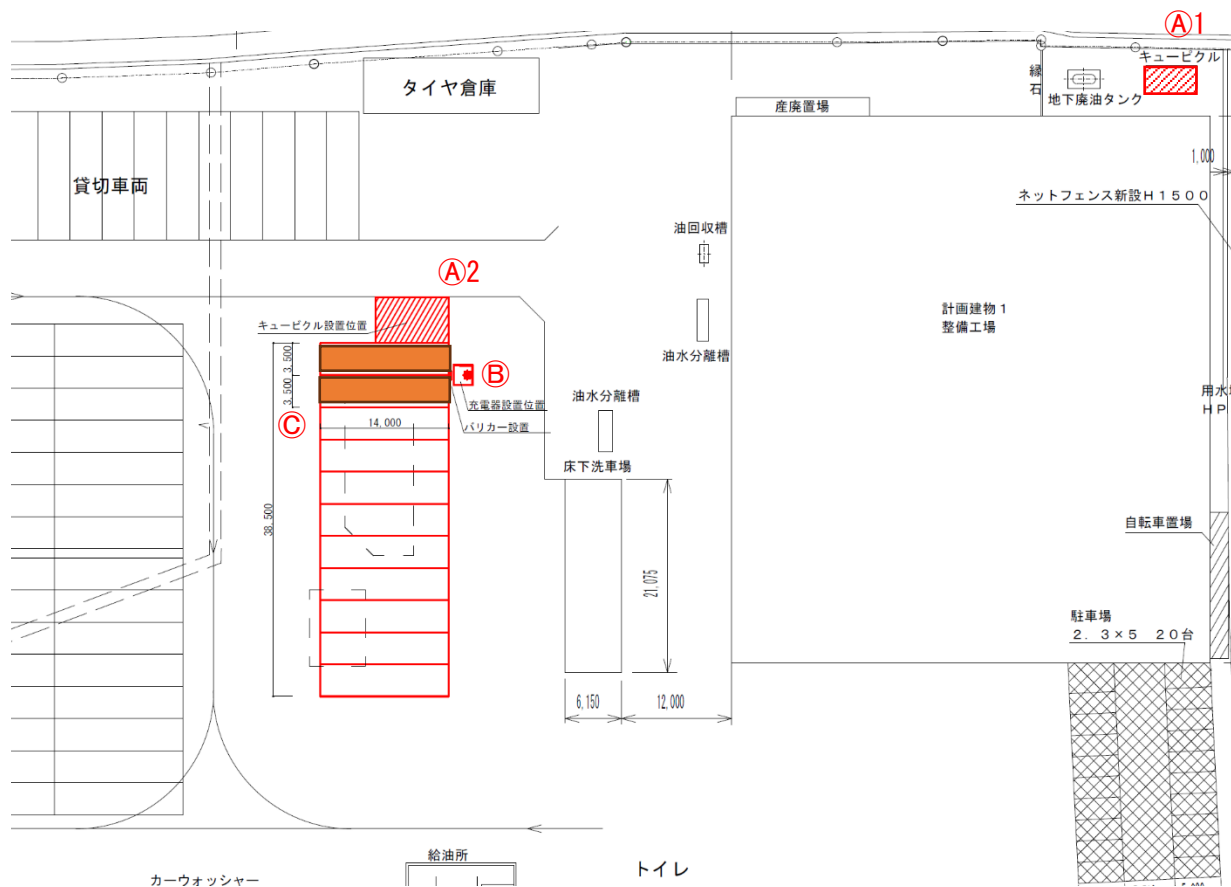 Ⓐ1
キュービクル
縁石
地下廃油タンク
タイヤ倉庫
産廃置場
1,000
貸切車両
ネットフェンス新設H1500
油回収槽
Ⓐ2
計画建物1
整備工場
キュービクル設置位置
油水分離槽
3,500
3,500
Ⓑ
充電器設置位置
油水分離槽
用水
HP
Ⓒ
14,000
バリカー設置
床下洗車場
38,500
21,075
自転車置場
駐車場
2.3×5 20台
6,150
12,000
給油所
トイレ
カーウォッシャー